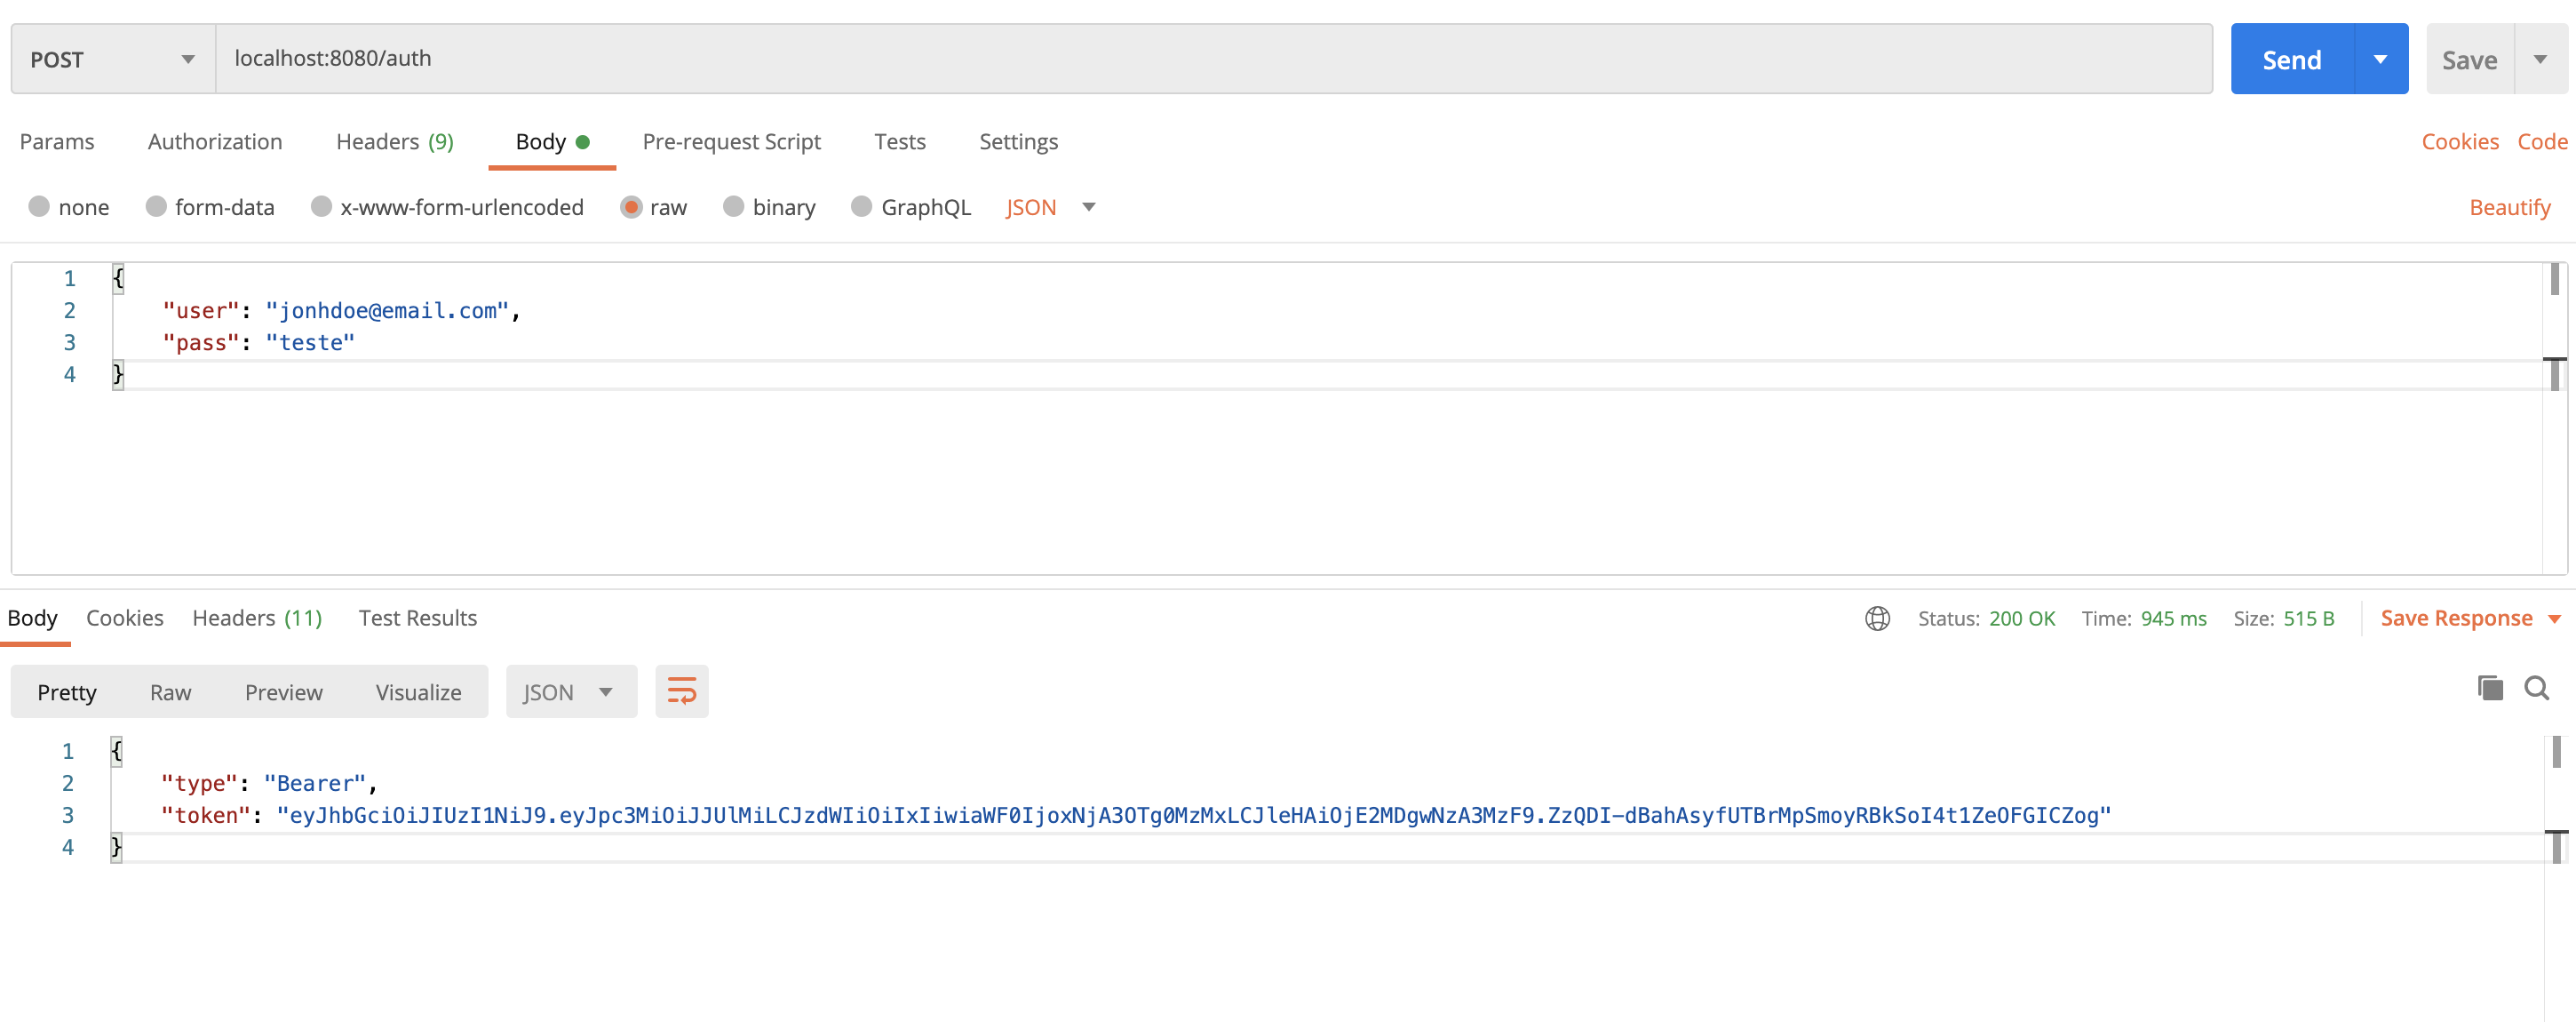 POST localhost:8080/auth Send Save
Params Authorization Headers (9) Body Pre-request Script Tests Settings Cookies Code
none form-data x-www-form-urlencoded raw binary GraphQL JSON Beautify
1 {
2 "user": "jonhdoe@email.com",
3 "pass": "teste"
4 }
Body Cookies Headers (11) Test Results Status: 200 OK Time: 945 ms Size: 515 B Save Response
Pretty Raw Preview Visualize JSON
1 {
2 "type": "Bearer",
3 "token": "eyJhbGciOiJIUzI1NiJ9.eyJpc3MiOiJJUlMiLCJzdWIiOiIxIiwiaWF0IjoxNjA3OTg0MzMxLCJleHAiOjE2MDgwNzA3MzF9.ZzQDI-dBahAsyfUTBrMpSmoyRBkSoI4t1ZeOFGICZog"
4 }